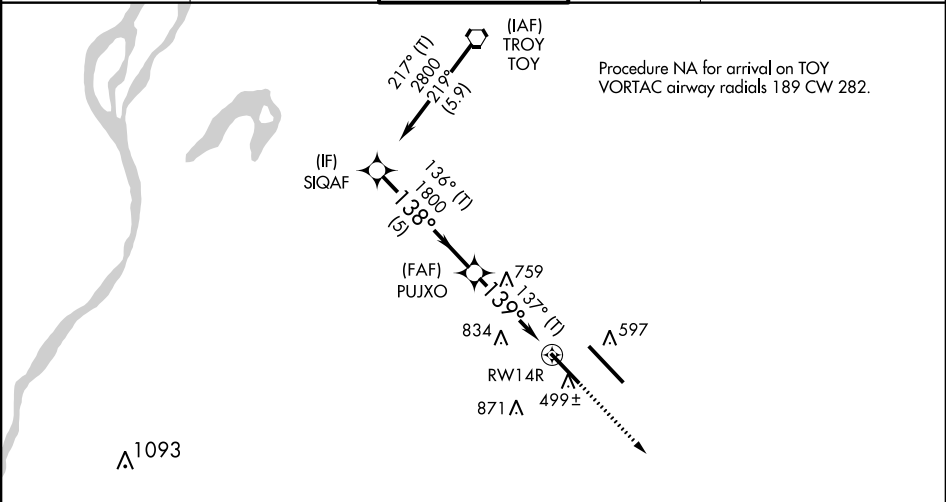 (IAF)
TROY
TOY
Procedure NA for arrival on TOY
VORTAC airway radials 189 CW 282.
217° (T)
2800
219°
(5.9)
(IF)
SIQAF
136° (T)
1800
138°
(5)
(FAF)
PUJXO
759
137° (T)
139°
834
597
RW14R
499±
871
1093